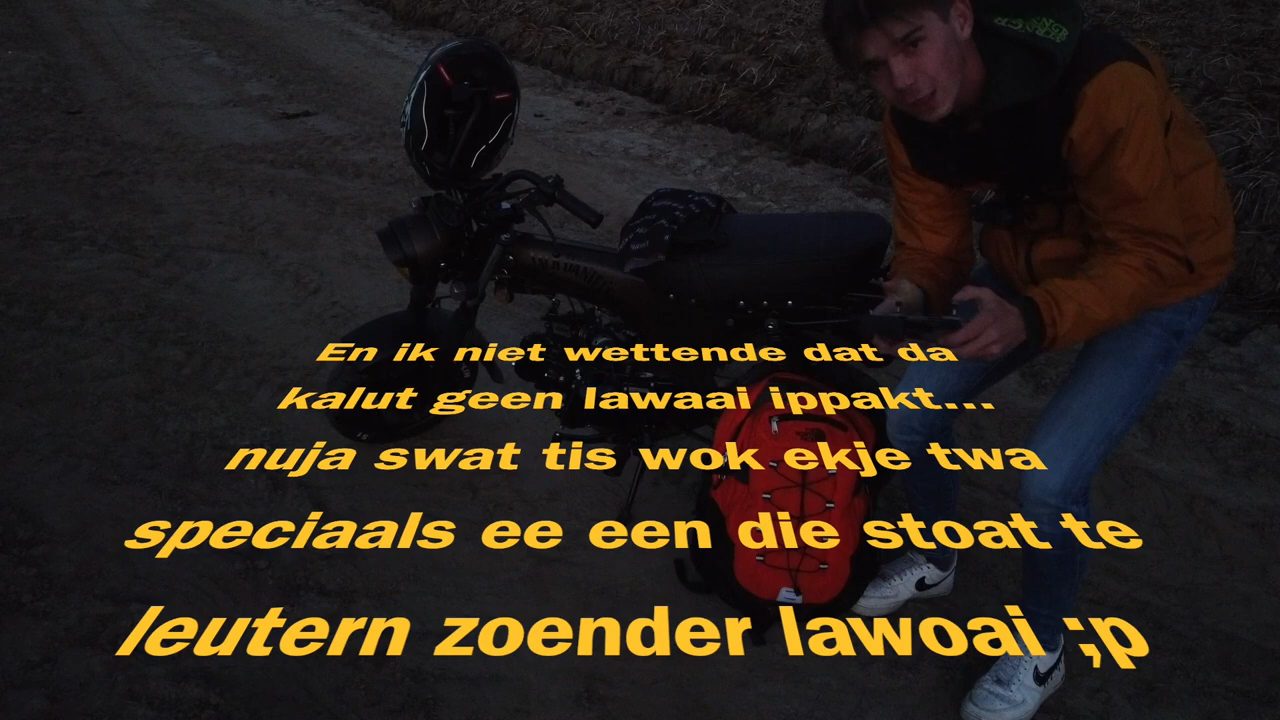 En ik niet wettende dat da
kalut geen lawaai ippakt...
nuja swat tis wok ekje twa
speciaals ee een die stoat te
leutern zoender lawoai ;p